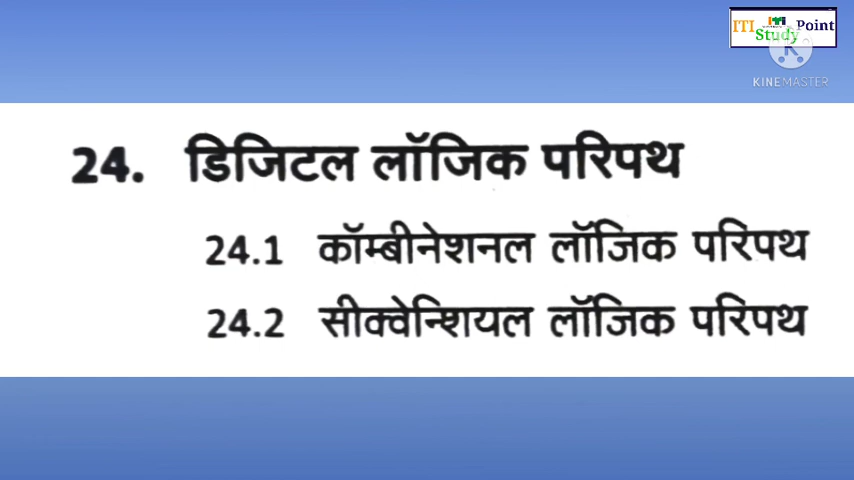 ITI Point
Study
K
KINEMASTER
24. डिजिटल लॉजिक परिपथ
24.1 कॉम्बीनेशनल लॉजिक परिपथ
24.2 सीक्वेन्शियल लॉजिक परिपथ